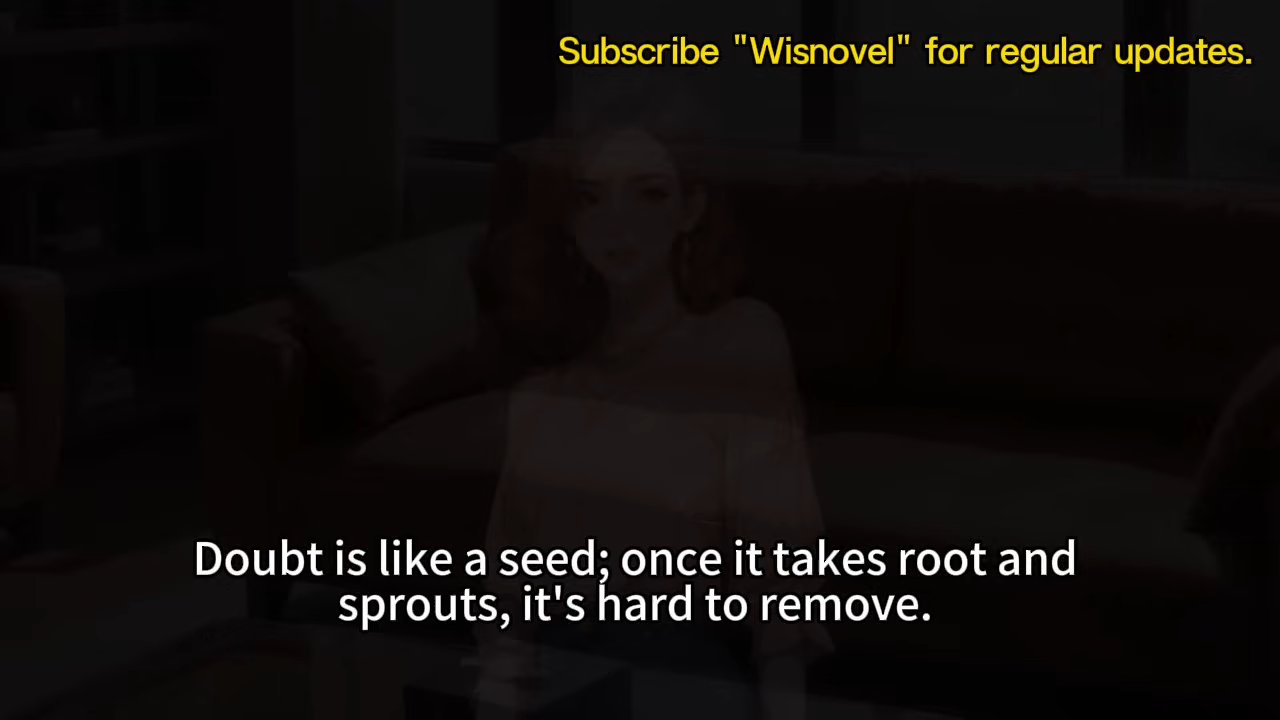 Subscribe "Wisnovel" for regular updates.
Doubt is like a seed; once it takes root and
sprouts, it's hard to remove.